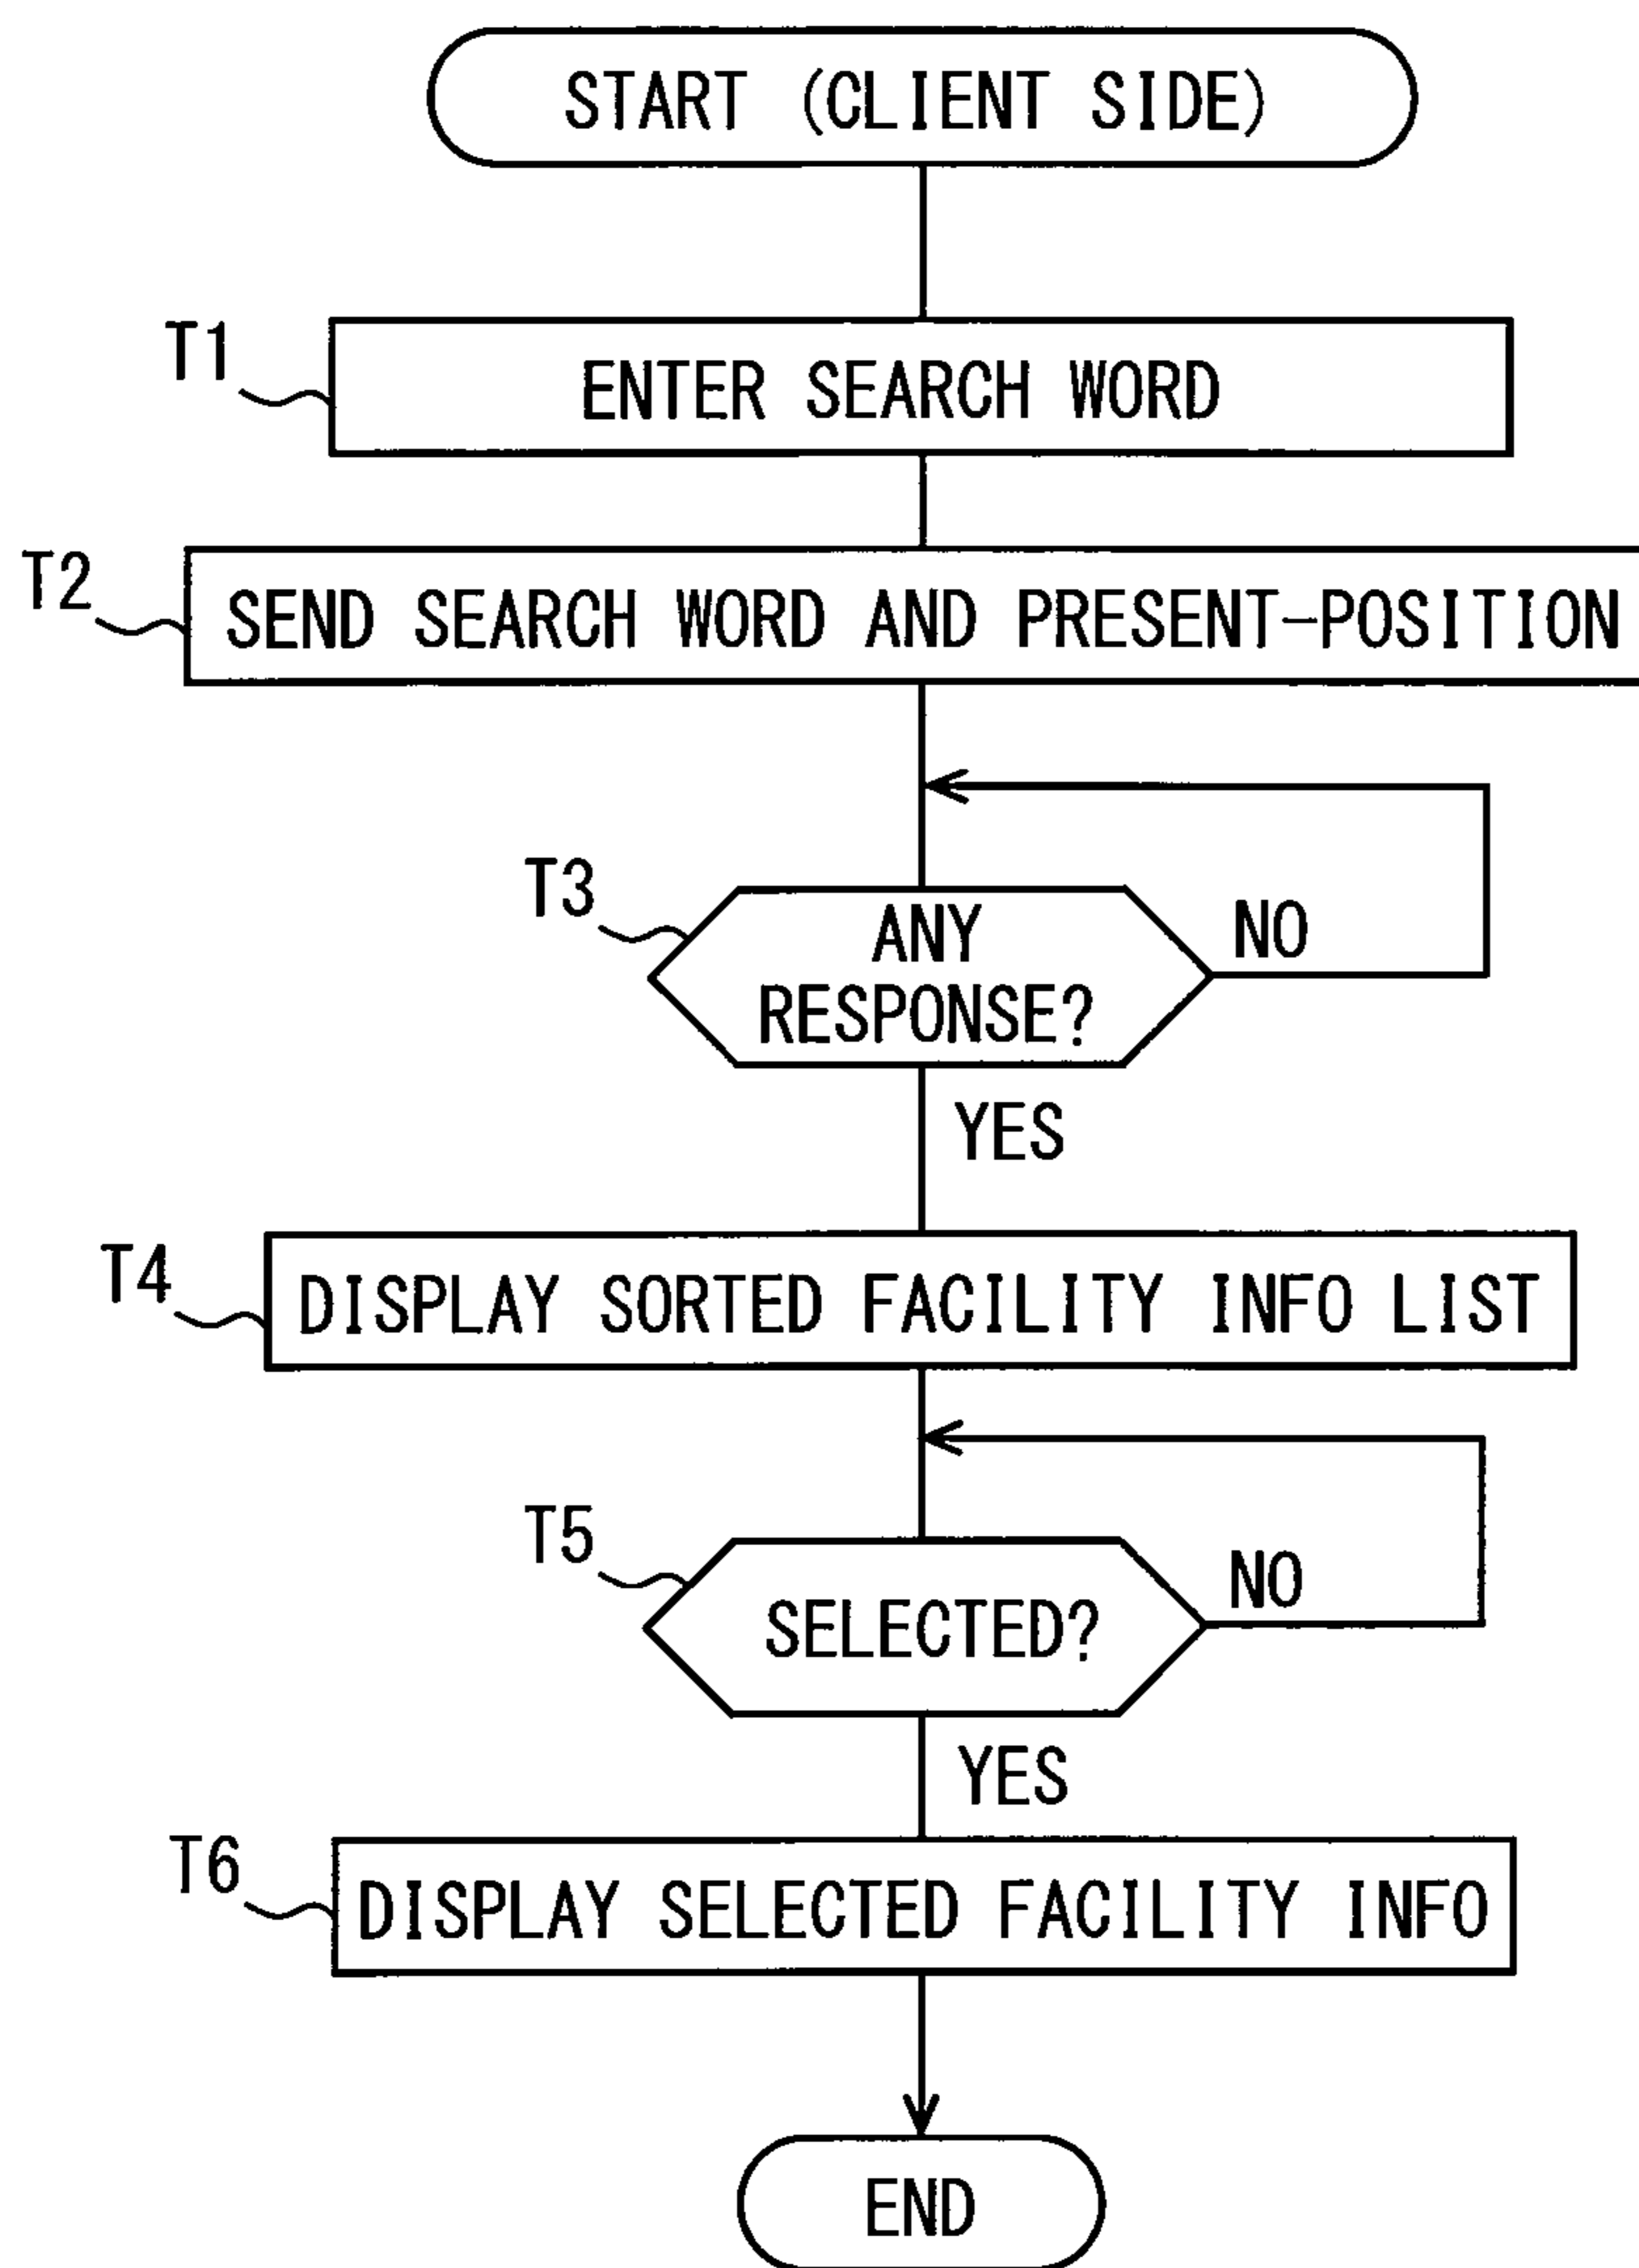 START (CLIENT SIDE)
T1
ENTER SEARCH WORD
T2
SEND SEARCH WORD AND PRESENT-POSITION
T3
ANY
RESPONSE?
NO
YES
T4
DISPLAY SORTED FACILITY INFO LIST
T5
SELECTED?
NO
YES
T6
DISPLAY SELECTED FACILITY INFO
END